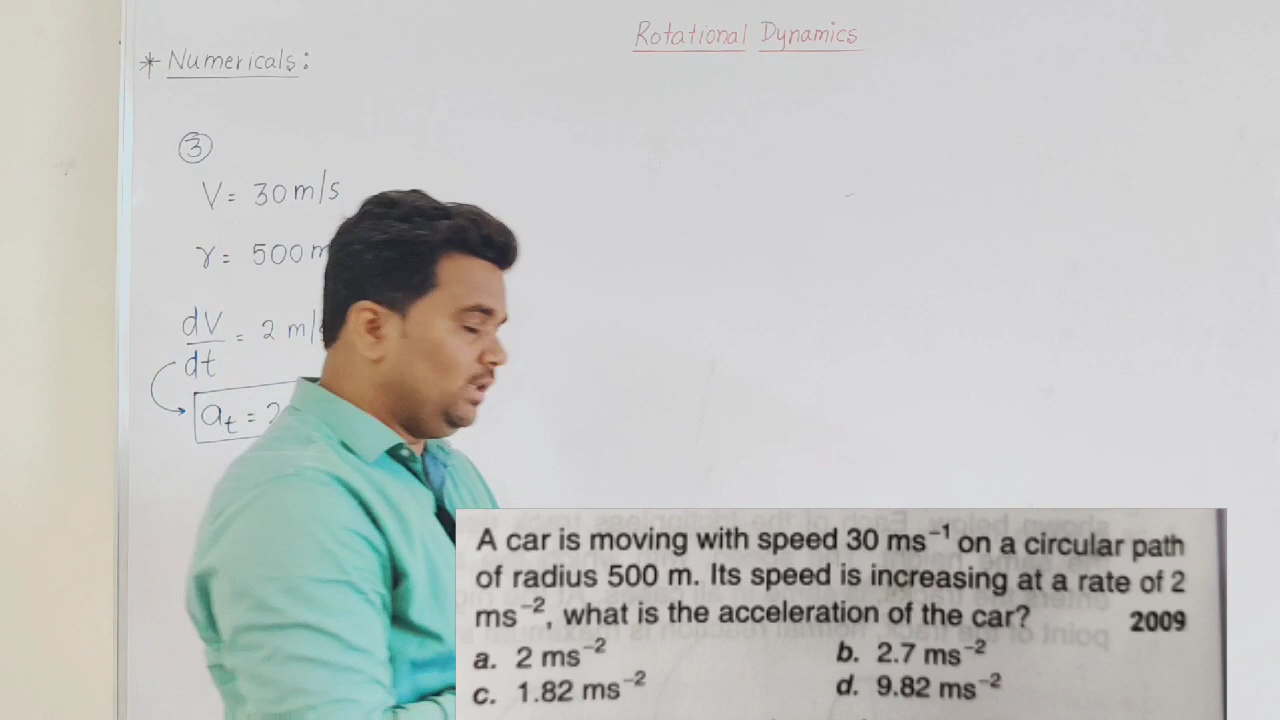 Rotational Dynamics
* Numericals:
③
V = 30 m/s
r = 500 m
dV/dt = 2 m/
a_t = 2
A car is moving with speed 30 ms⁻¹ on a circular path
of radius 500 m. Its speed is increasing at a rate of 2
ms⁻², what is the acceleration of the car? 2009
a. 2 ms⁻² b. 2.7 ms⁻²
c. 1.82 ms⁻² d. 9.82 ms⁻²